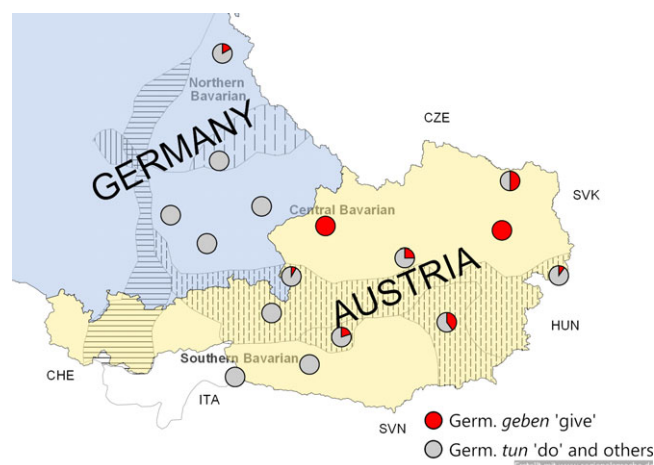 Northern
Bavarian
CZE
GERMANY
SVK
Central Bavarian
AUSTRIA
HUN
Southern Bavarian
CHE
ITA
SVN
Germ. geben 'give'
Germ. tun 'do' and others